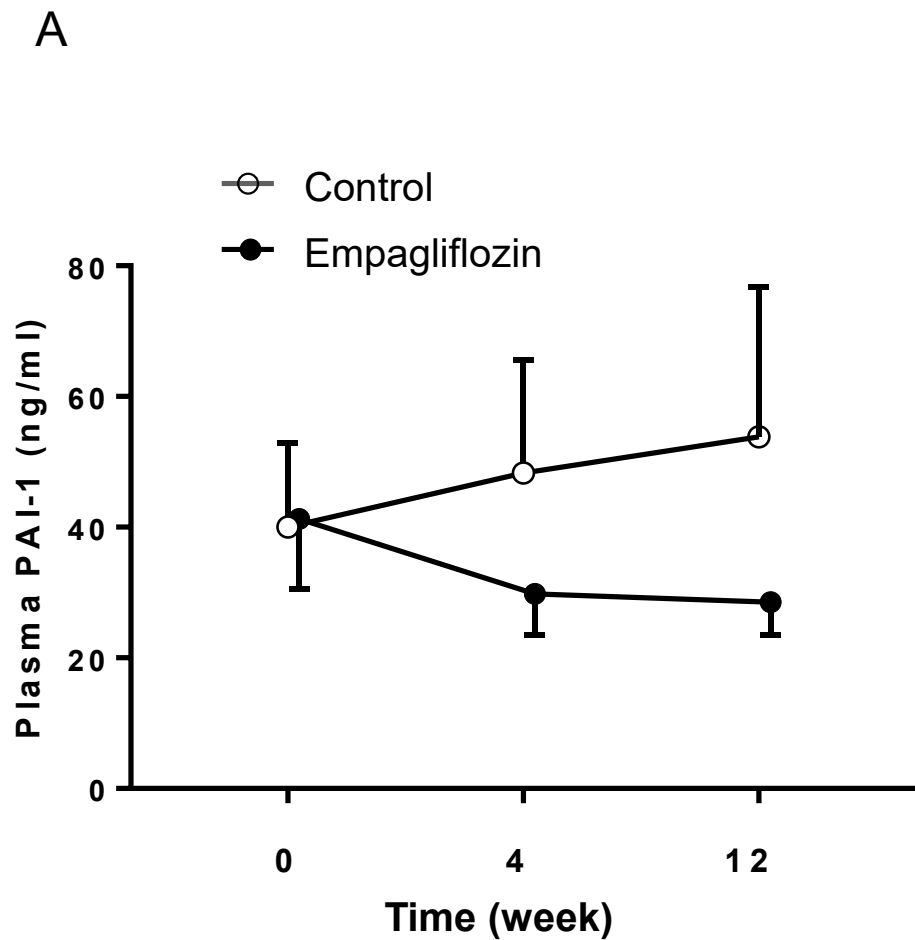 A
Control
Empagliflozin
80
60
40
20
0
Plasma PAI-1 (ng/ml)
0 4 12
Time (week)